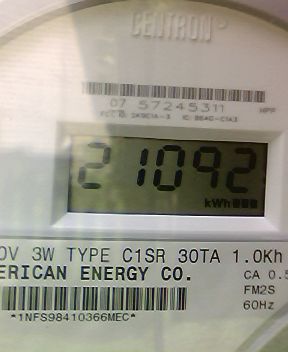 CENTRON®
07 57245311
HPF
21092
kWh
0V 3W TYPE C1SR 30TA 1.0Kh
ERICAN ENERGY CO.
CA 0.5
FM2S
60Hz
*1NFS98410366MEC*